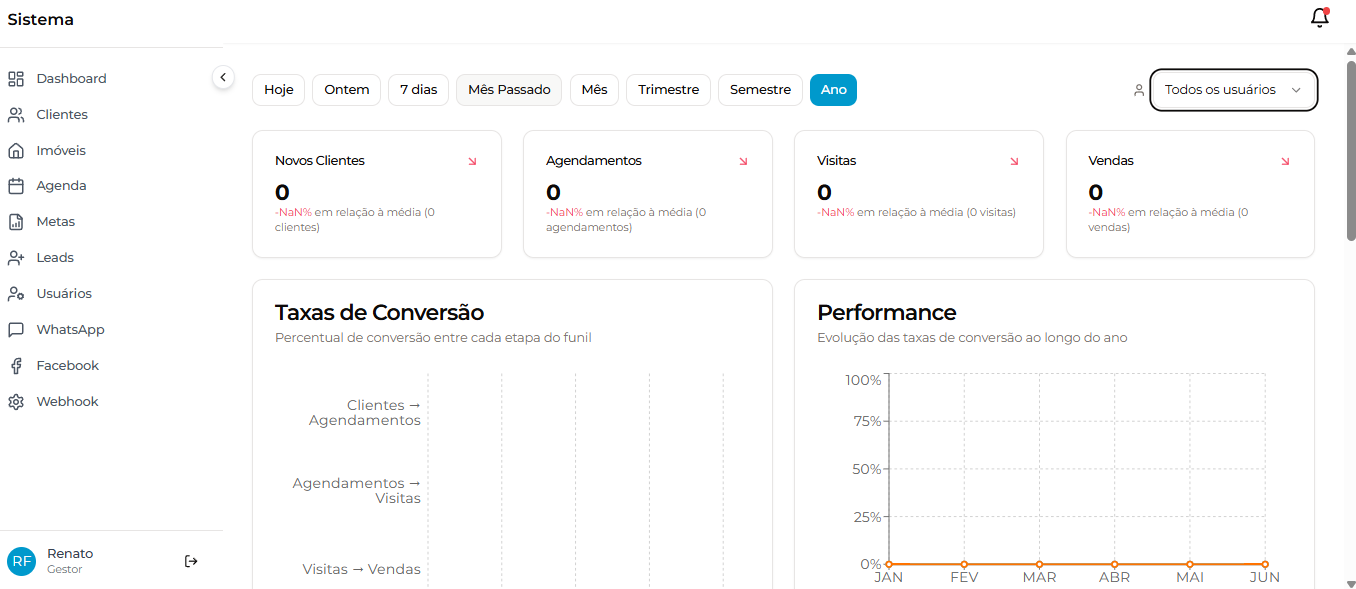 Sistema
Dashboard
Clientes
Imóveis
Agenda
Metas
Leads
Usuários
WhatsApp
Facebook
Webhook
RF
Renato
Gestor
Hoje
Ontem
7 dias
Mês Passado
Mês
Trimestre
Semestre
Ano
Todos os usuários
Novos Clientes
0
-NaN% em relação à média (0
clientes)
Agendamentos
0
-NaN% em relação à média (0
agendamentos)
Visitas
0
-NaN% em relação à média (0 visitas)
Vendas
0
-NaN% em relação à média (0
vendas)
Taxas de Conversão
Percentual de conversão entre cada etapa do funil
Clientes →
Agendamentos
Agendamentos →
Visitas
Visitas → Vendas
Performance
Evolução das taxas de conversão ao longo do ano
100%
75%
50%
25%
0%
JAN FEV MAR ABR MAI JUN